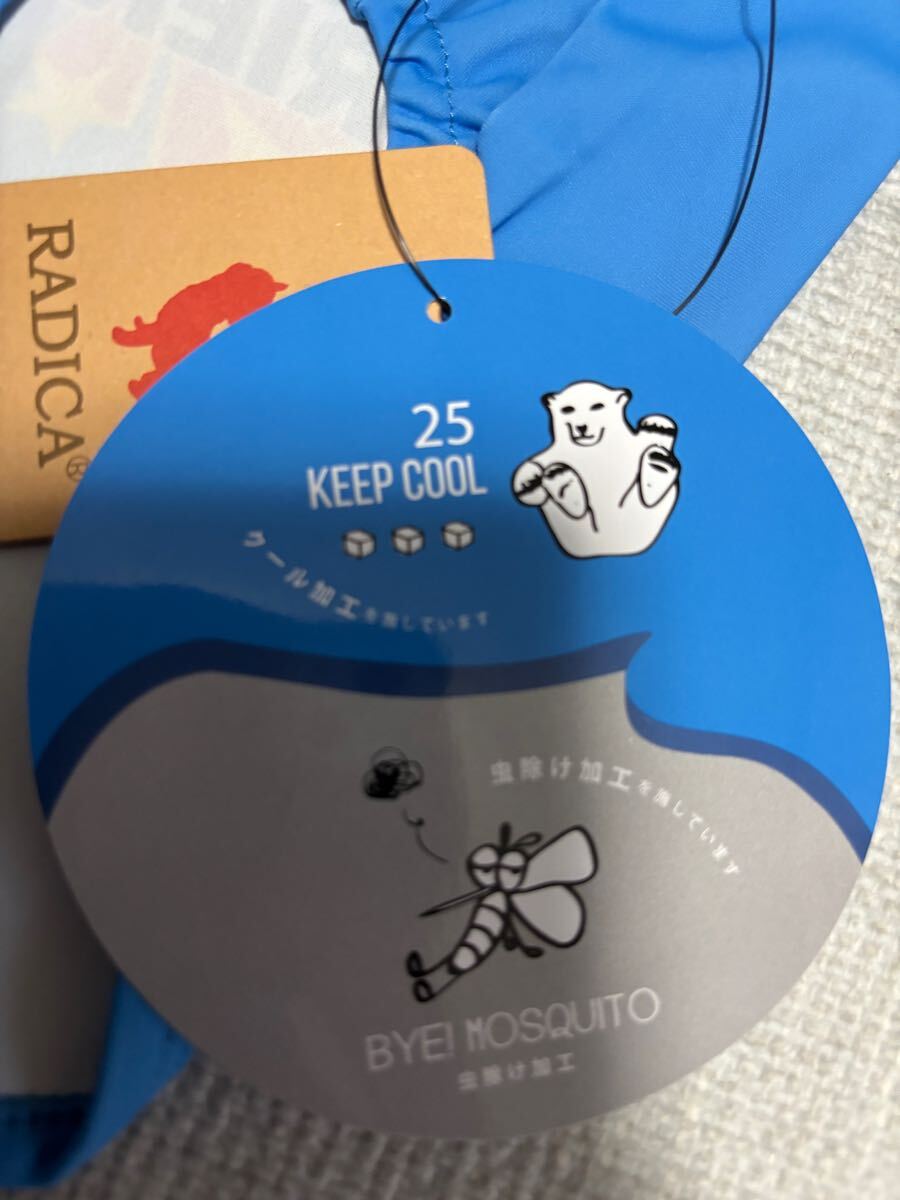 RADICA®
25
KEEP COOL
クール加工を施しています
虫除け加工を施しています
BYE! MOSQUITO
虫除け加工